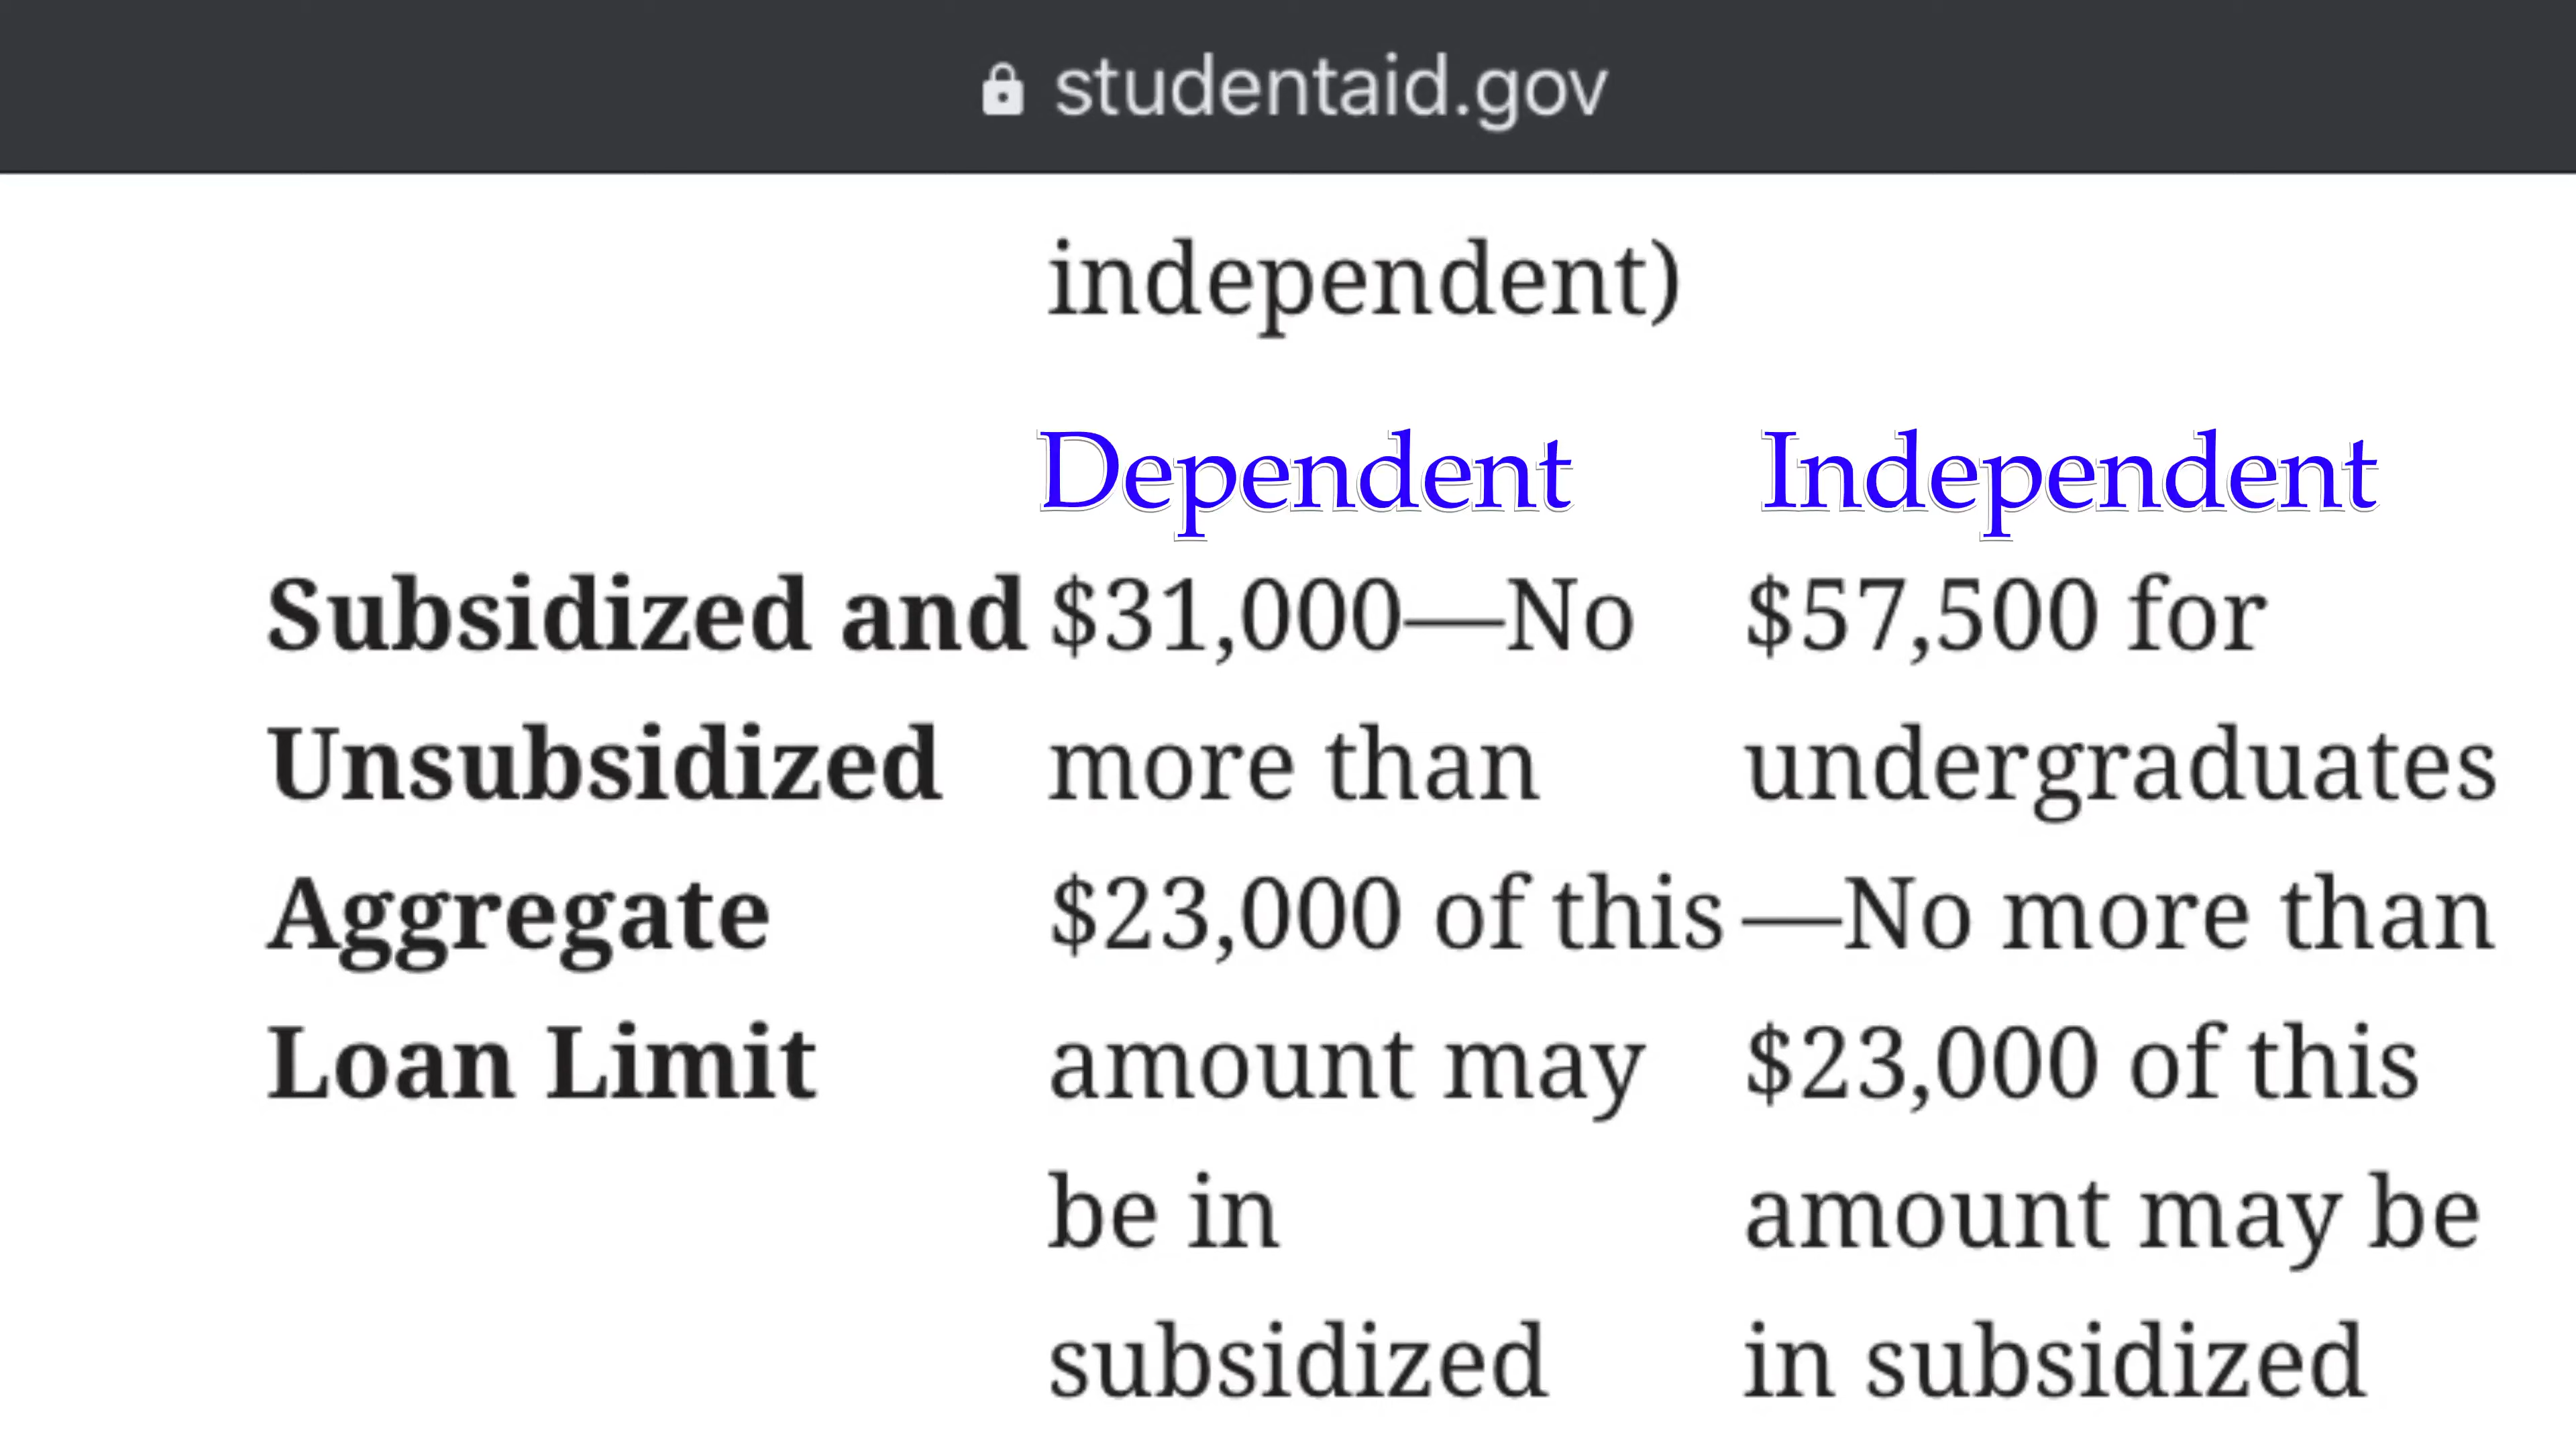 studentaid.gov
independent)
Dependent Independent
Subsidized and $31,000—No $57,500 for
Unsubsidized more than undergraduates
Aggregate $23,000 of this —No more than
Loan Limit amount may $23,000 of this
be in amount may be
subsidized in subsidized